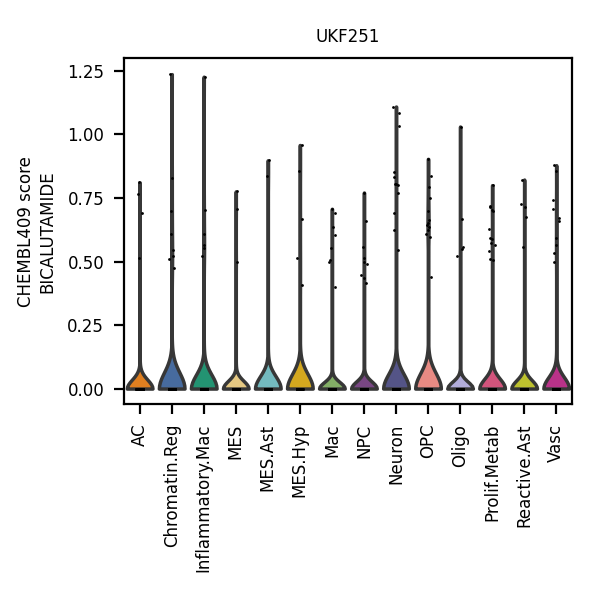 UKF251
CHEMBL409 score
BICALUTAMIDE
1.25
1.00
0.75
0.50
0.25
0.00
AC
Chromatin.Reg
Inflammatory.Mac
MES
MES.Ast
MES.Hyp
Mac
NPC
Neuron
OPC
Oligo
Prolif.Metab
Reactive.Ast
Vasc